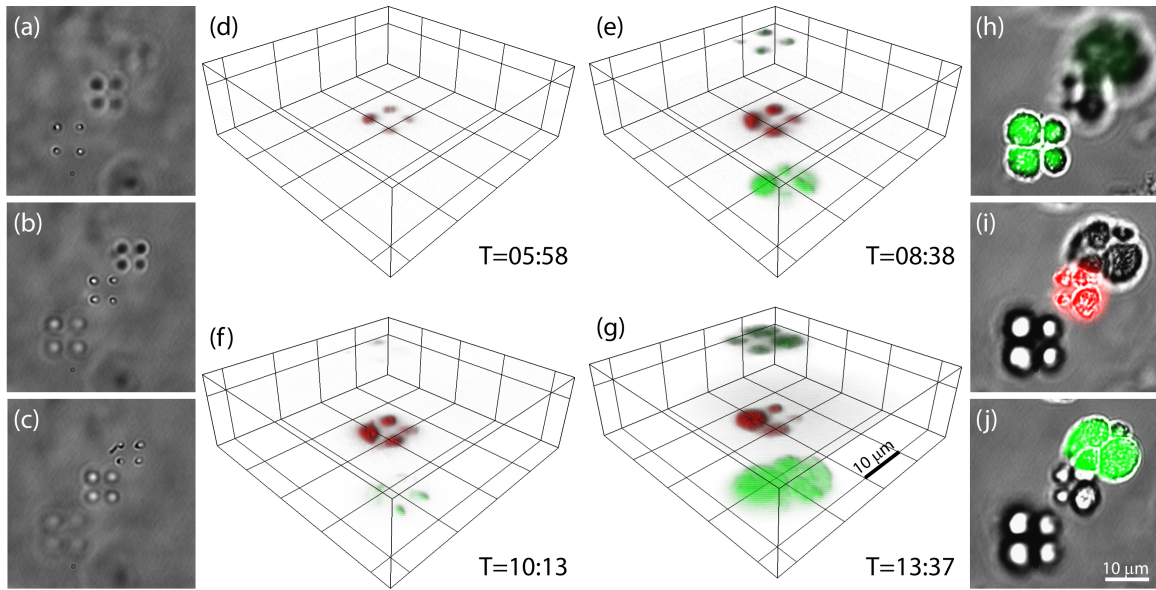 (a)
(b)
(c)
(d)
T=05:58
(e)
T=08:38
(f)
T=10:13
(g)
10 μm
T=13:37
(h)
(i)
(j)
10 μm